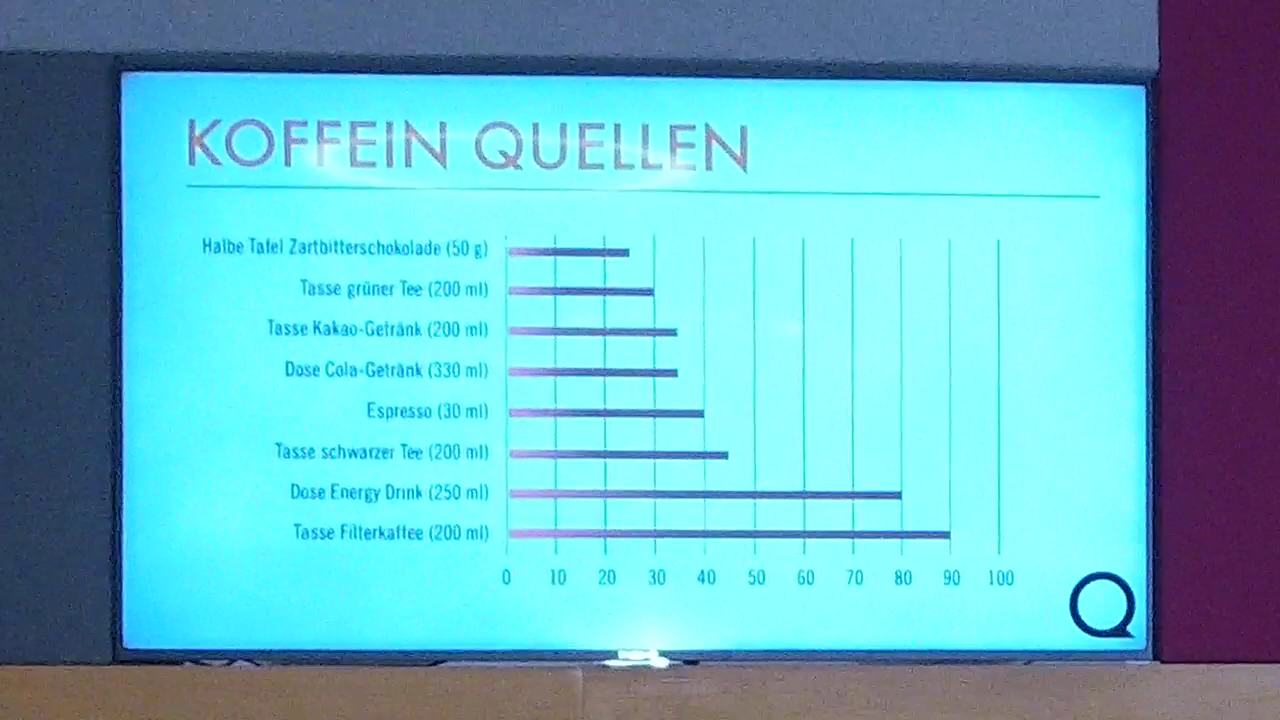 KOFFEIN QUELLEN
Halbe Tafel Zartbitterschokolade (50 g)
Tasse grüner Tee (200 ml)
Tasse Kakao-Getränk (200 ml)
Dose Cola-Getränk (330 ml)
Espresso (30 ml)
Tasse schwarzer Tee (200 ml)
Dose Energy Drink (250 ml)
Tasse Filterkaffee (200 ml)
0 10 20 30 40 50 60 70 80 90 100
Q